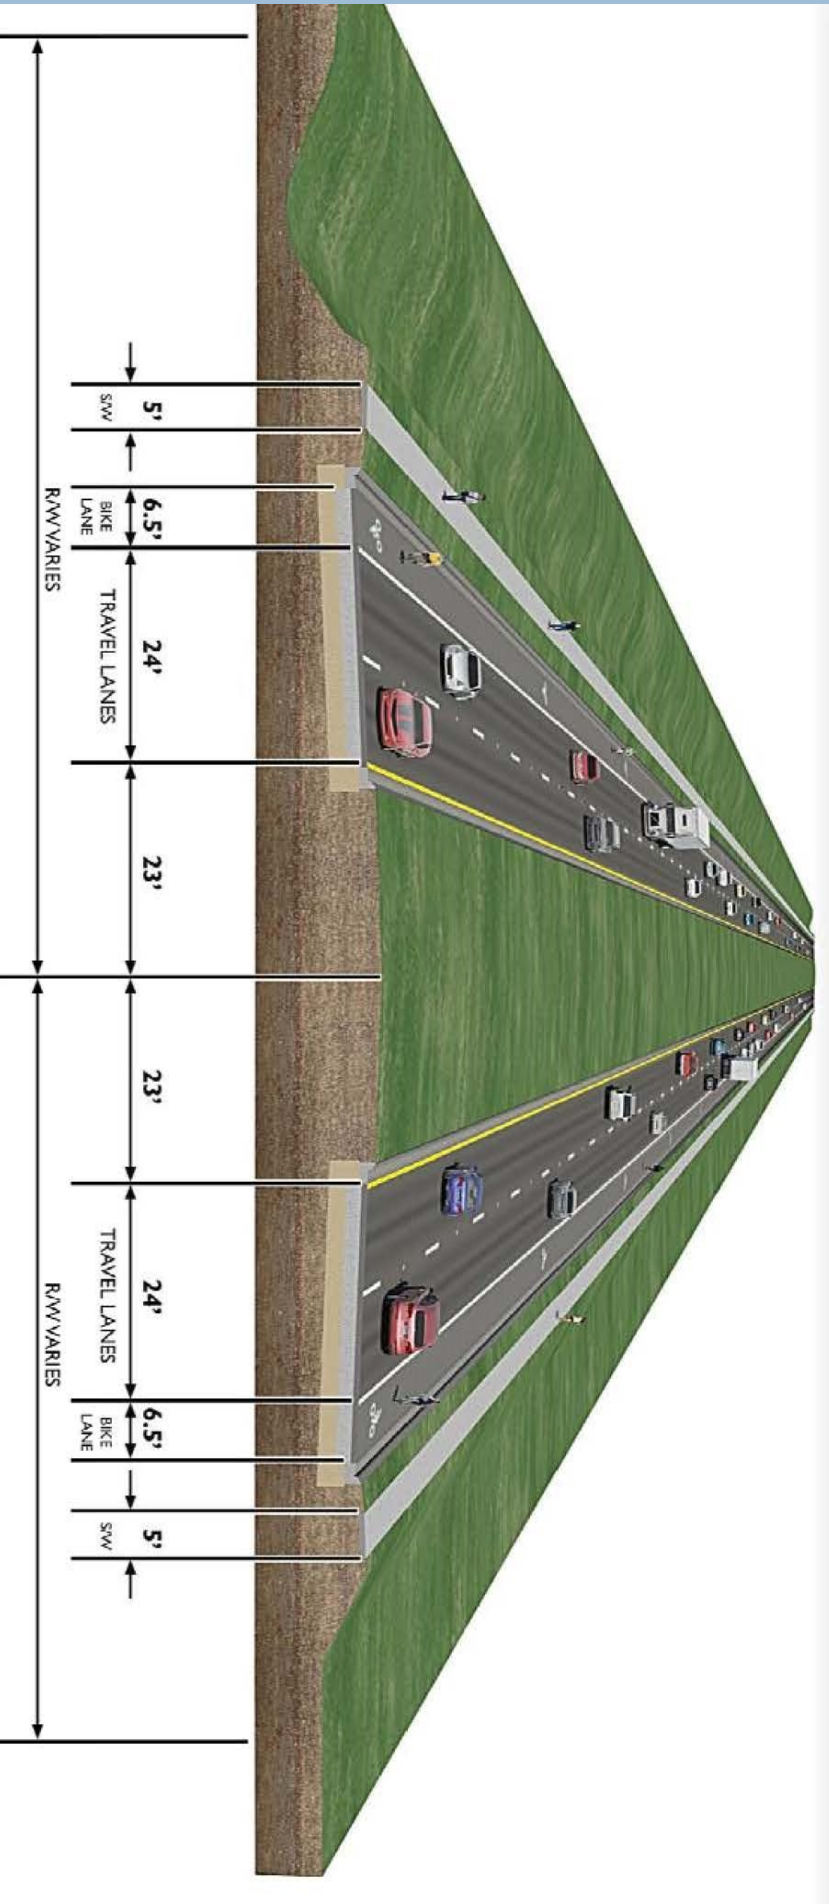 5'
S/W
6.5'
BIKE
LANE
24'
TRAVEL LANES
23'
23'
24'
TRAVEL LANES
6.5'
BIKE
LANE
5'
S/W
R/W VARIES
R/W VARIES